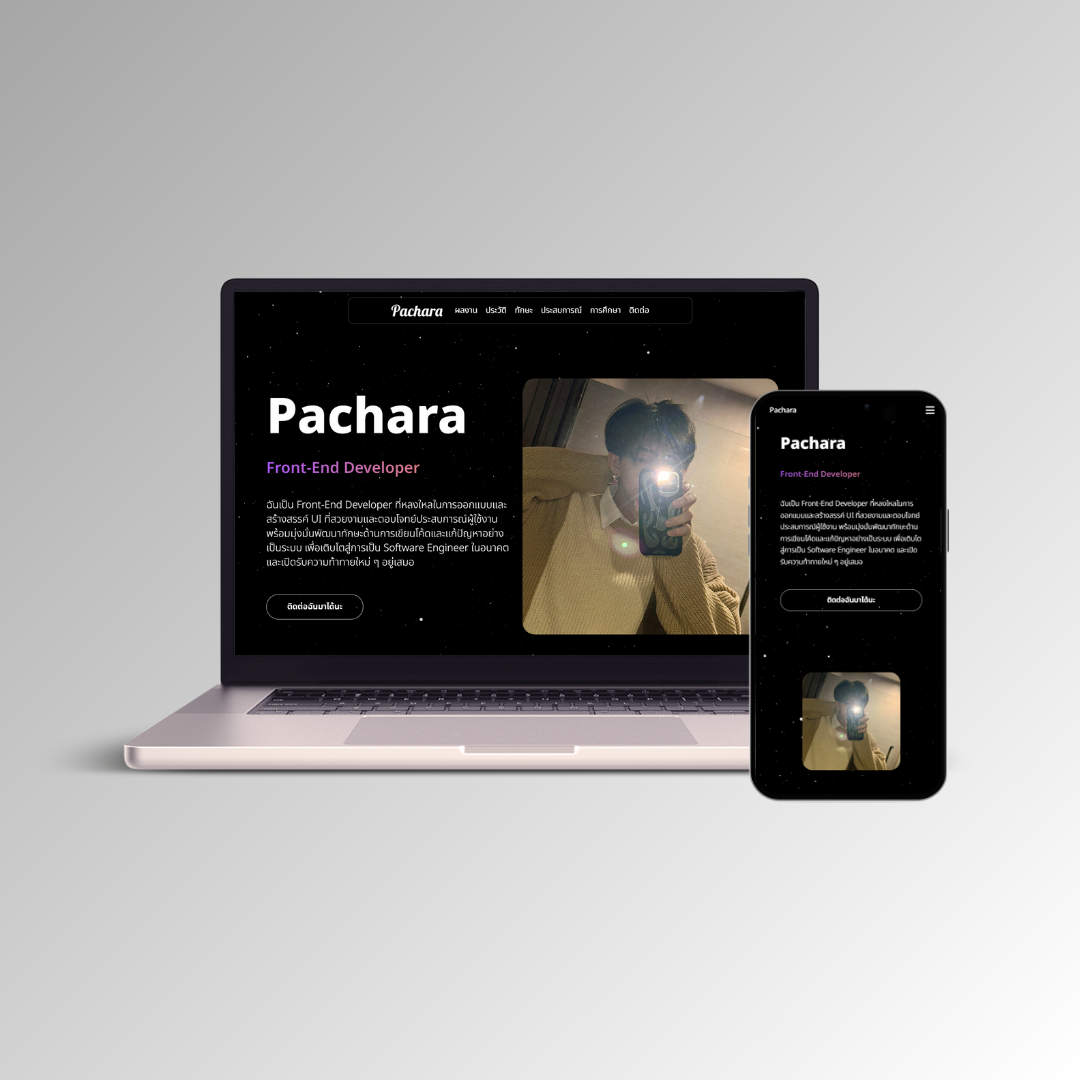 Pachara ผลงาน ประวัติ ทักษะ ประสบการณ์ การศึกษา ติดต่อ
Pachara
Front-End Developer
ฉันเป็น Front-End Developer ที่หลงใหลในการออกแบบและ
สร้างสรรค์ UI ที่สวยงามและตอบโจทย์ประสบการณ์ผู้ใช้งาน
พร้อมมุ่งมั่นพัฒนาทักษะด้านการเขียนโค้ดและแก้ปัญหาอย่าง
เป็นระบบ เพื่อเติบโตสู่การเป็น Software Engineer ในอนาคต
และเปิดรับความท้าทายใหม่ ๆ อยู่เสมอ
ติดต่อฉันมาได้นะ
Pachara
Pachara
Front-End Developer
ฉันเป็น Front-End Developer ที่หลงใหลในการ
ออกแบบและสร้างสรรค์ UI ที่สวยงามและตอบโจทย์
ประสบการณ์ผู้ใช้งาน พร้อมมุ่งมั่นพัฒนาทักษะด้าน
การเขียนโค้ดและแก้ปัญหาอย่างเป็นระบบ เพื่อเติบโต
สู่การเป็น Software Engineer ในอนาคต และเปิด
รับความท้าทายใหม่ ๆ อยู่เสมอ
ติดต่อฉันมาได้นะ